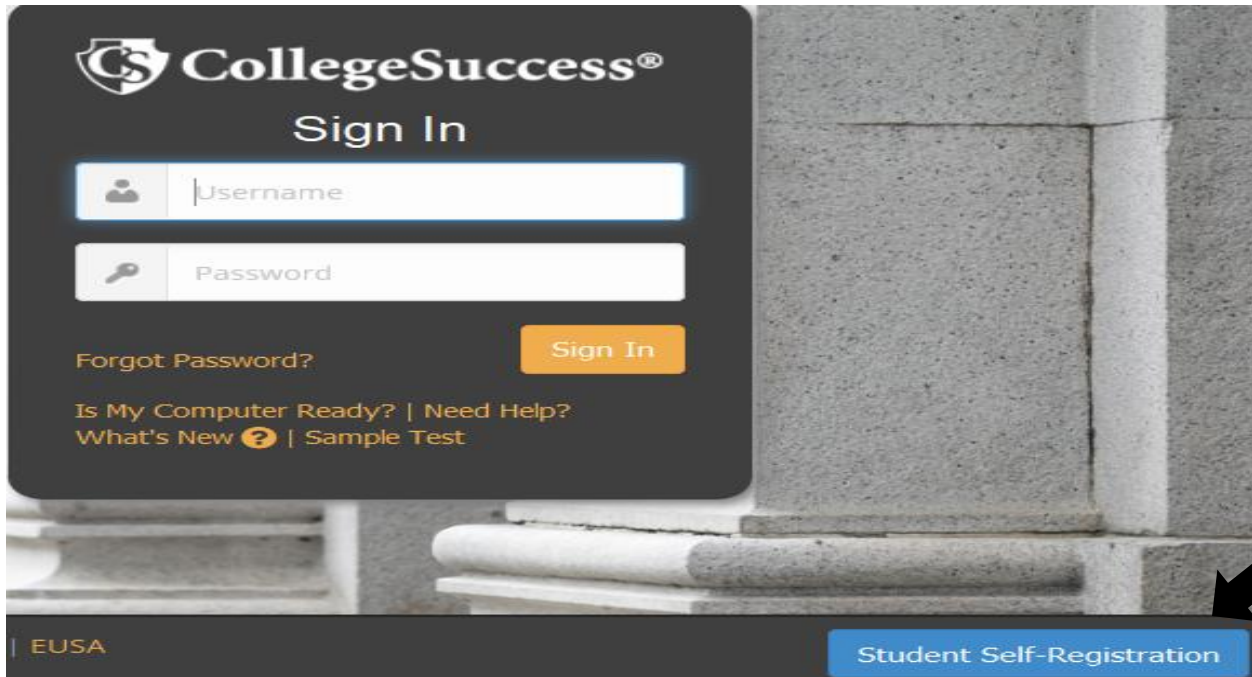 CS CollegeSuccess®
Sign In
Username
Password
Forgot Password?
Sign In
Is My Computer Ready? | Need Help?
What's New ? | Sample Test
| EUSA
Student Self-Registration